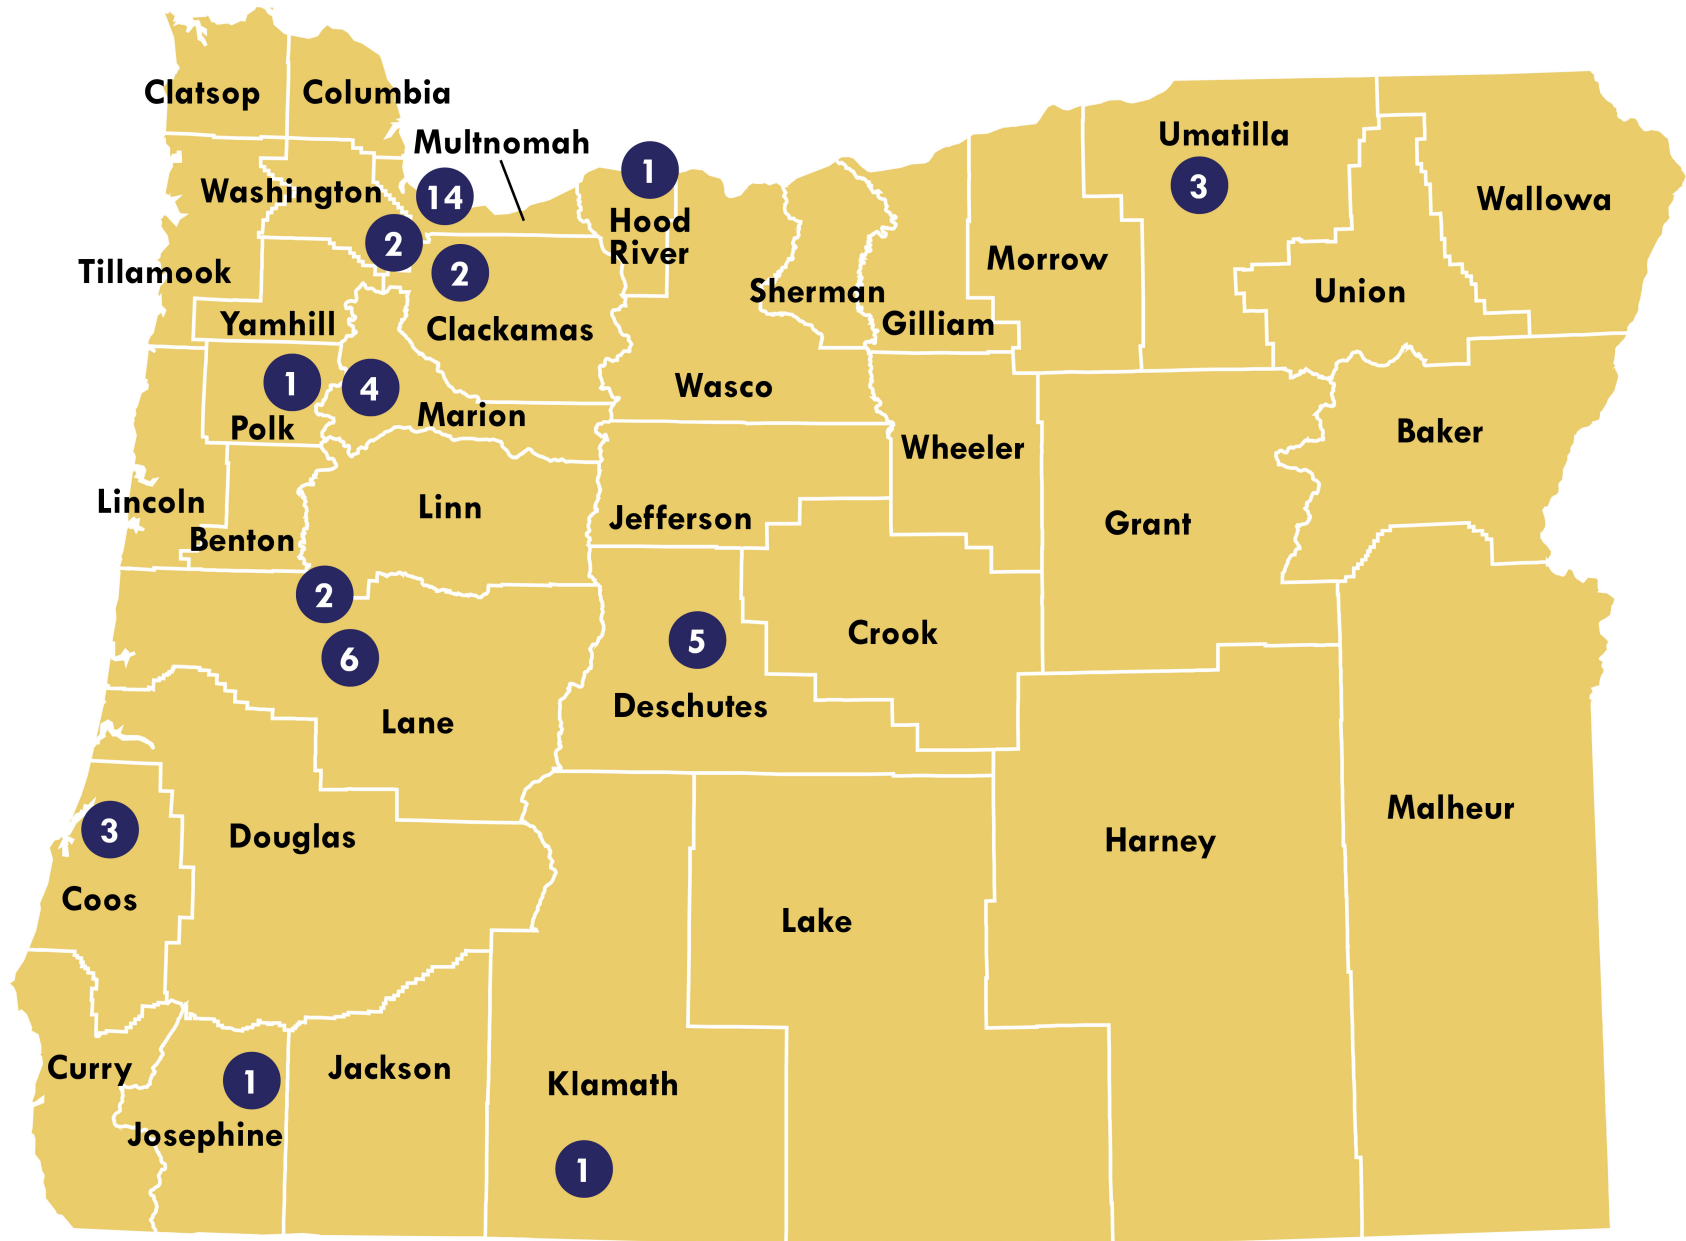 Clatsop
Columbia
Multnomah
Umatilla
1
Washington
14
3
Wallowa
Hood
River
2
2
Tillamook
Morrow
Sherman
Union
Yamhill
Clackamas
Gilliam
1
4
Wasco
Polk
Marion
Wheeler
Baker
Lincoln
Linn
Jefferson
Grant
Benton
2
6
5
Crook
Lane
Deschutes
3
Douglas
Malheur
Harney
Coos
Lake
Curry
1
Jackson
Klamath
Josephine
1